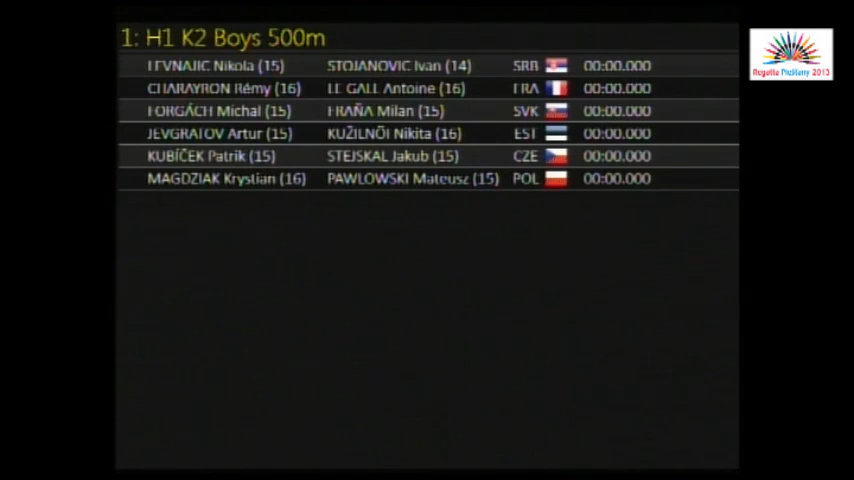 1: H1 K2 Boys 500m
LEVNAJIC Nikola (15) STOJANOVIC Ivan (14) SRB 00:00.000
CHARAYRON Rémy (16) LE GALL Antoine (16) FRA 00:00.000
FORGÁCH Michal (15) FRAŇA Milan (15) SVK 00:00.000
JEVGRATOV Artur (15) KUŽILNÕI Nikita (16) EST 00:00.000
KUBÍČEK Patrik (15) STEJSKAL Jakub (15) CZE 00:00.000
MAGDZIAK Krystian (16) PAWLOWSKI Mateusz (15) POL 00:00.000
Regatta Piešťany 2013